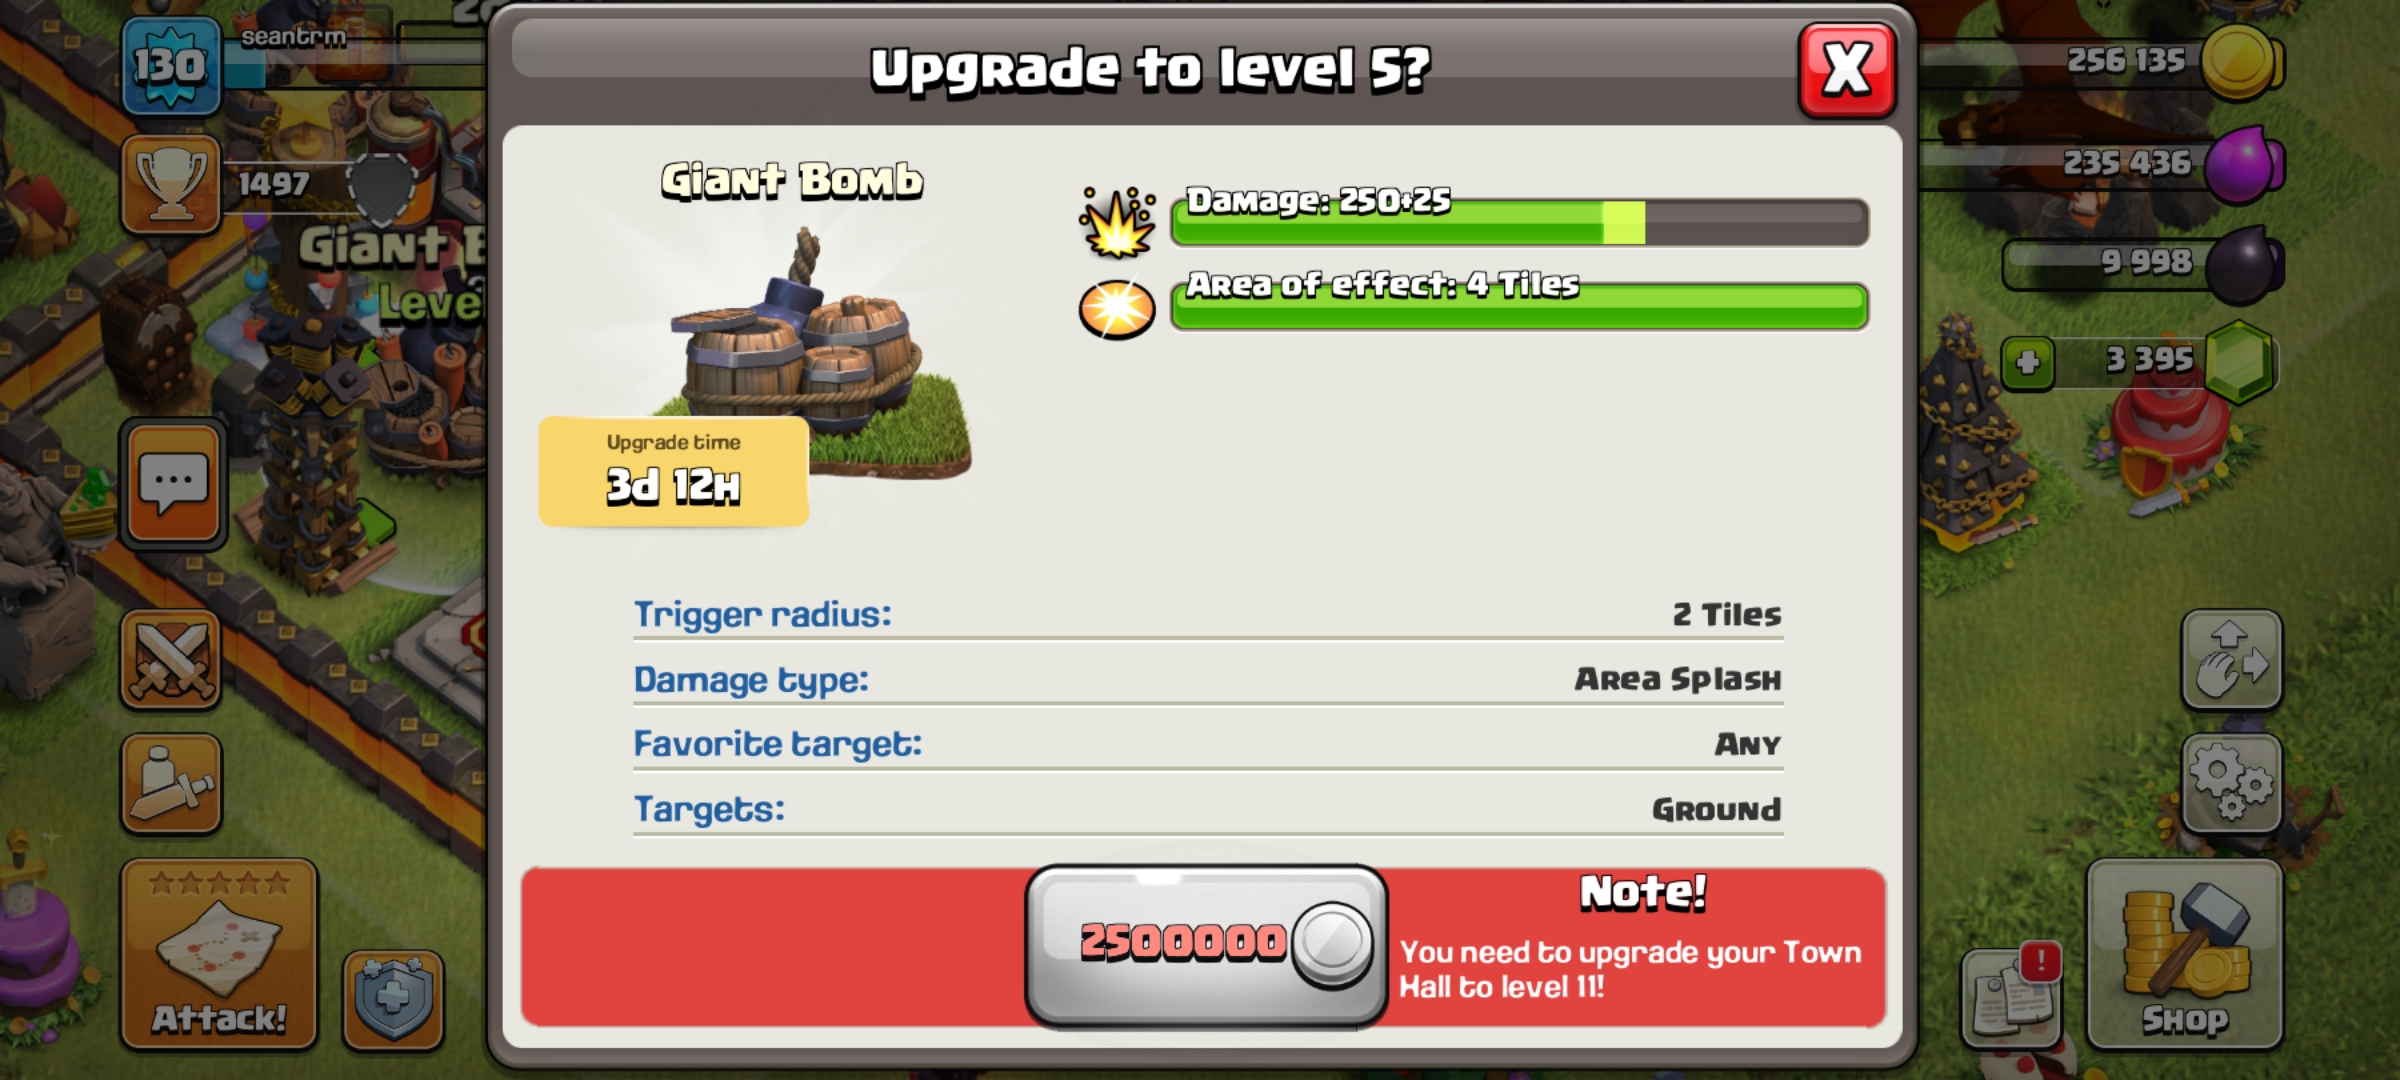 130
seantrm
1497
Giant
Level
Upgrade to level 5?
X
Giant Bomb
Damage: 250+25
Area of effect: 4 Tiles
Upgrade time
3d 12H
Trigger radius: 2 Tiles
Damage type: Area Splash
Favorite target: Any
Targets: Ground
2500000
Note!
You need to upgrade your Town
Hall to level 11!
256 135
235 436
9 998
+ 3 395
Attack!
!
Shop